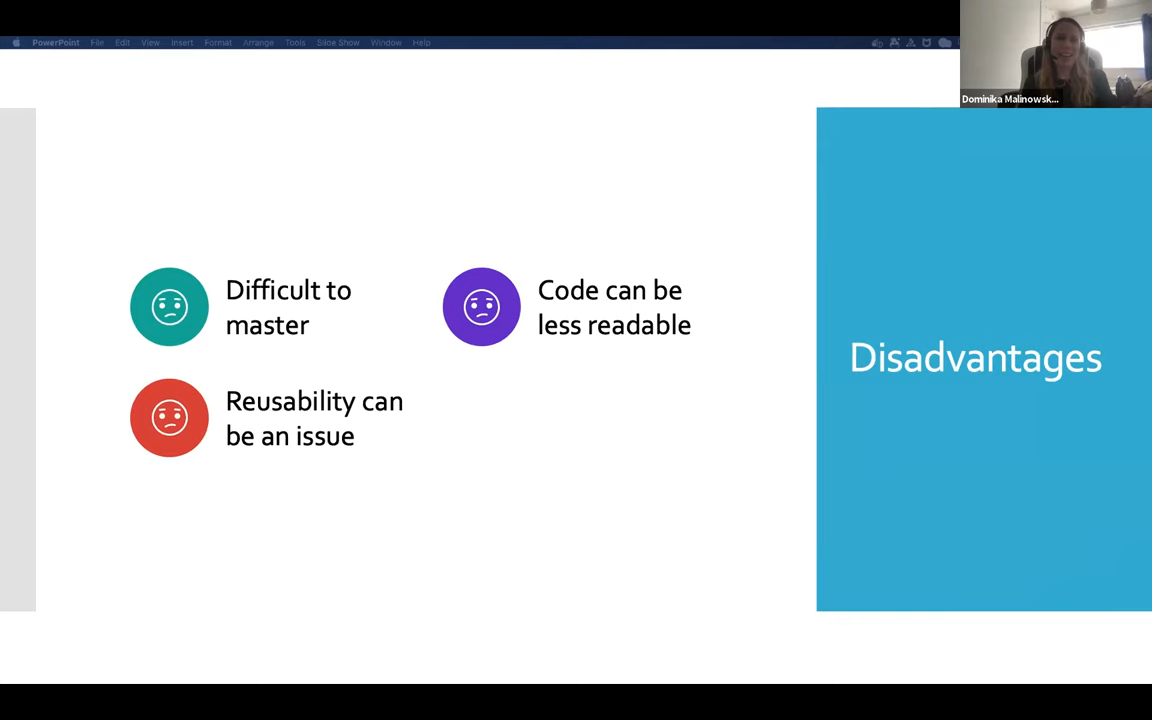 PowerPoint File Edit View Insert Format Arrange Tools Slide Show Window Help
Dominika Malinowsk...
Difficult to
master
Code can be
less readable
Reusability can
be an issue
Disadvantages